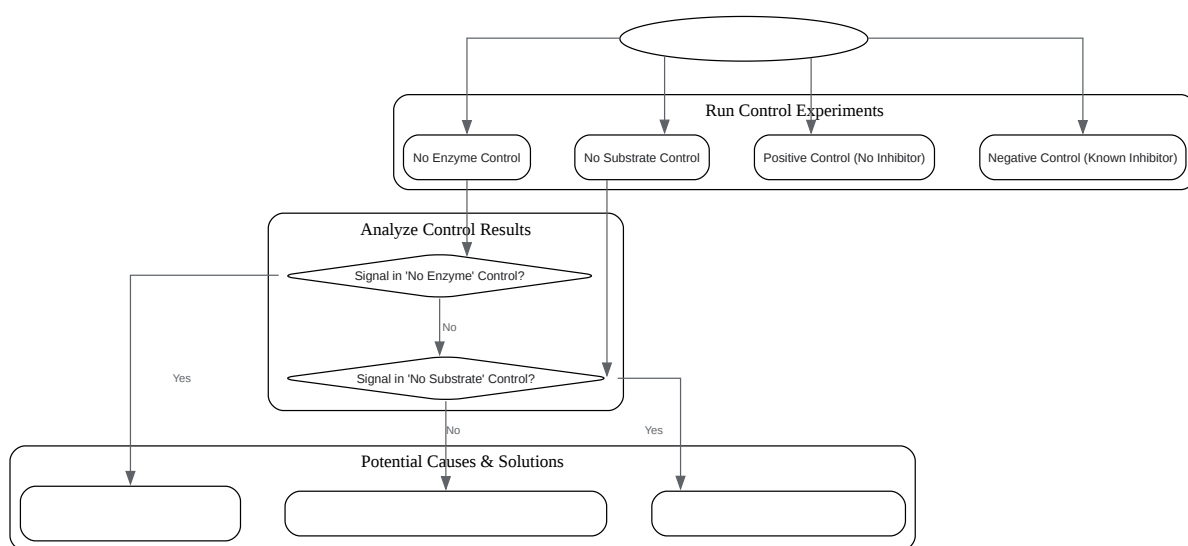 Run Control Experiments
No Enzyme Control
No Substrate Control
Positive Control (No Inhibitor)
Negative Control (Known Inhibitor)
Analyze Control Results
Signal in 'No Enzyme' Control?
No
Signal in 'No Substrate' Control?
Yes
No
Yes
Potential Causes & Solutions